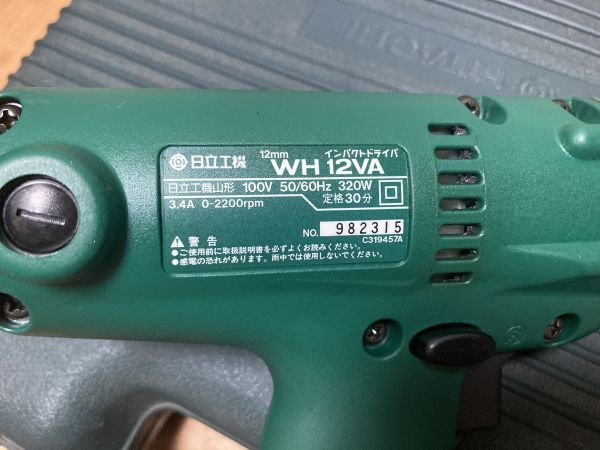 HITACHI
日立工機 12mm インパクトドライバ
WH 12VA
日立工機山形 100V 50/60Hz 320W
3.4A 0-2200rpm 定格30分
NO. 982315
C319457A
警告
●ご使用前に取扱説明書を必ずよくお読みください。
●感電の恐れがあります。雨中では使用しないでください。